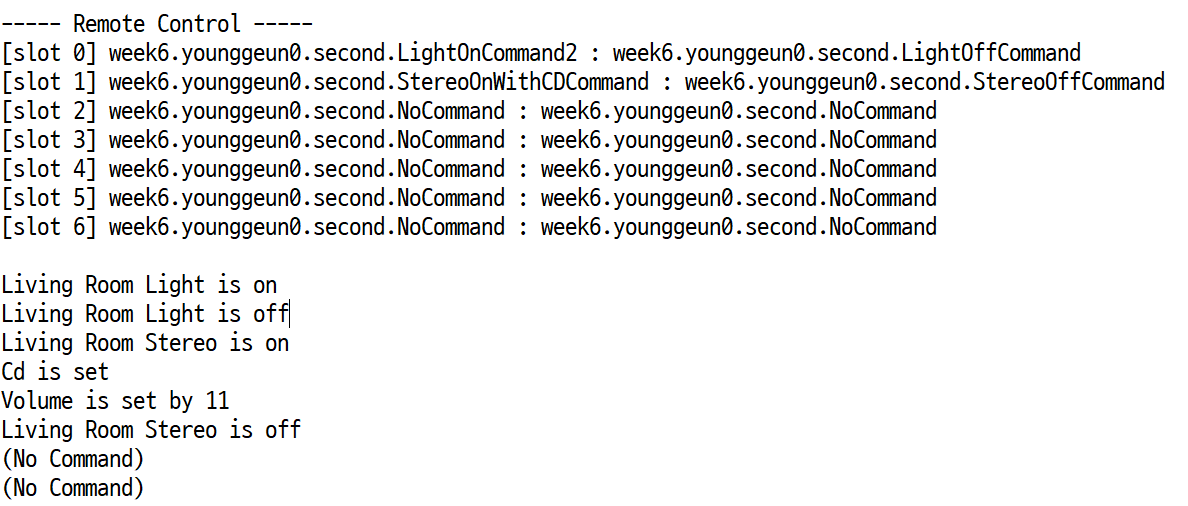 ----- Remote Control -----
[slot 0] week6.younggeun0.second.LightOnCommand2 : week6.younggeun0.second.LightOffCommand
[slot 1] week6.younggeun0.second.StereoOnWithCDCommand : week6.younggeun0.second.StereoOffCommand
[slot 2] week6.younggeun0.second.NoCommand : week6.younggeun0.second.NoCommand
[slot 3] week6.younggeun0.second.NoCommand : week6.younggeun0.second.NoCommand
[slot 4] week6.younggeun0.second.NoCommand : week6.younggeun0.second.NoCommand
[slot 5] week6.younggeun0.second.NoCommand : week6.younggeun0.second.NoCommand
[slot 6] week6.younggeun0.second.NoCommand : week6.younggeun0.second.NoCommand
Living Room Light is on
Living Room Light is off
Living Room Stereo is on
Cd is set
Volume is set by 11
Living Room Stereo is off
(No Command)
(No Command)